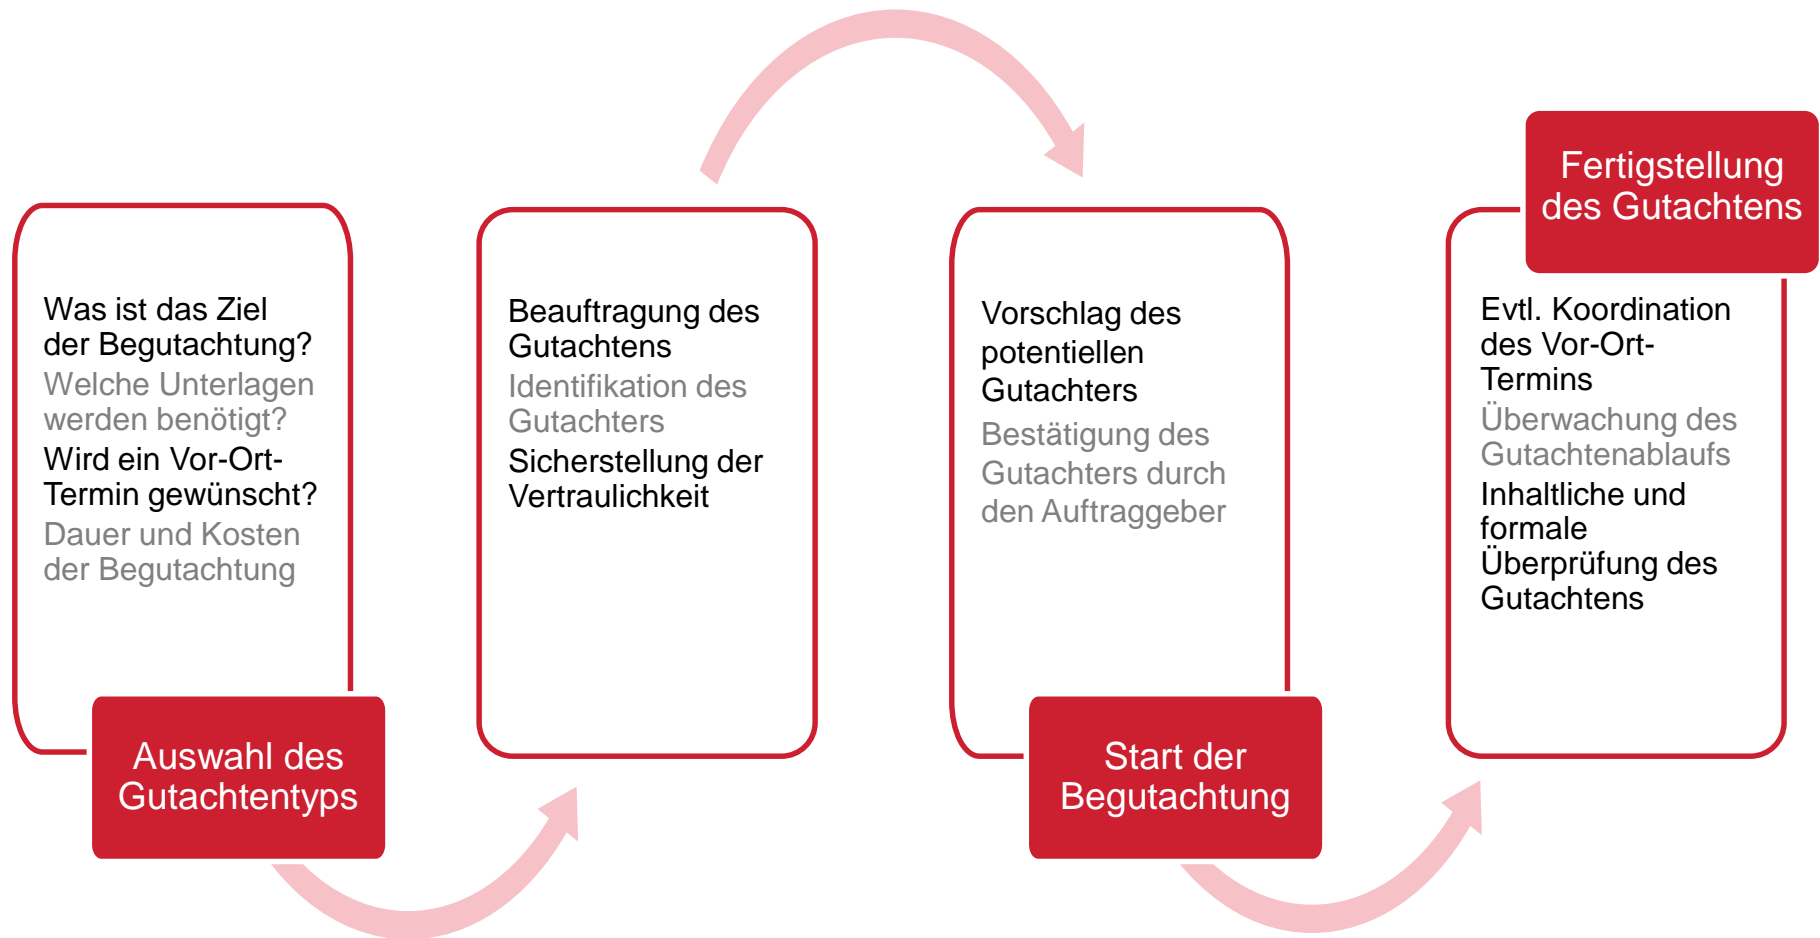 Was ist das Ziel
der Begutachtung?
Welche Unterlagen
werden benötigt?
Wird ein Vor-Ort-
Termin gewünscht?
Dauer und Kosten
der Begutachtung
Auswahl des
Gutachtentyps
Beauftragung des
Gutachtens
Identifikation des
Gutachters
Sicherstellung der
Vertraulichkeit
Vorschlag des
potentiellen
Gutachters
Bestätigung des
Gutachters durch
den Auftraggeber
Start der
Begutachtung
Fertigstellung
des Gutachtens
Evtl. Koordination
des Vor-Ort-
Termins
Überwachung des
Gutachtenablaufs
Inhaltliche und
formale
Überprüfung des
Gutachtens